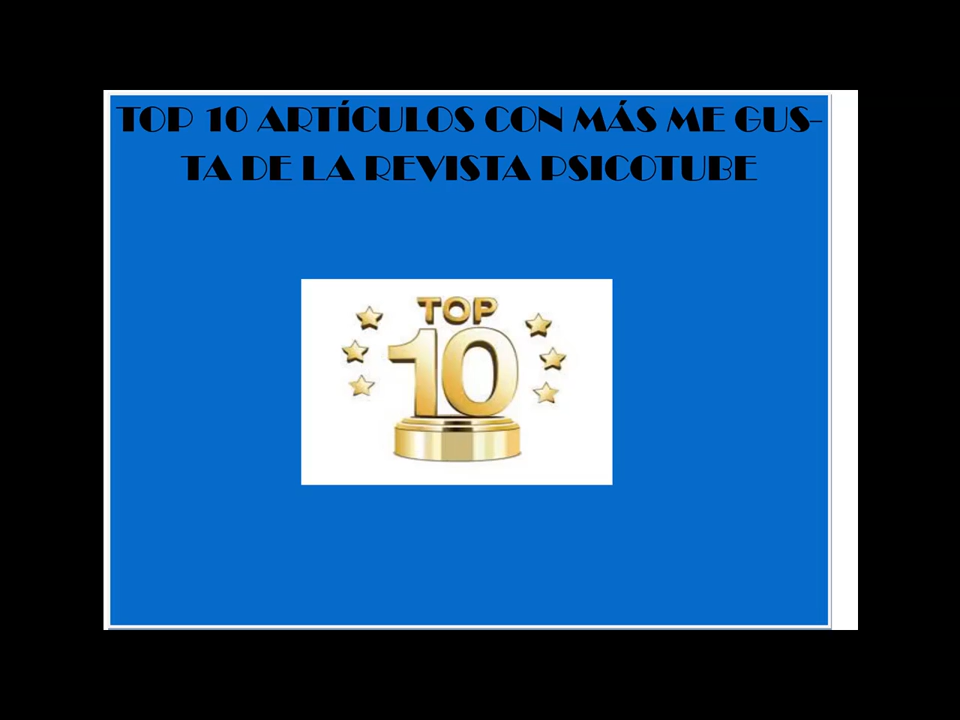 TOP 10 ARTÍCULOS CON MÁS ME GUS-
TA DE LA REVISTA PSICOTUBE
TOP
10